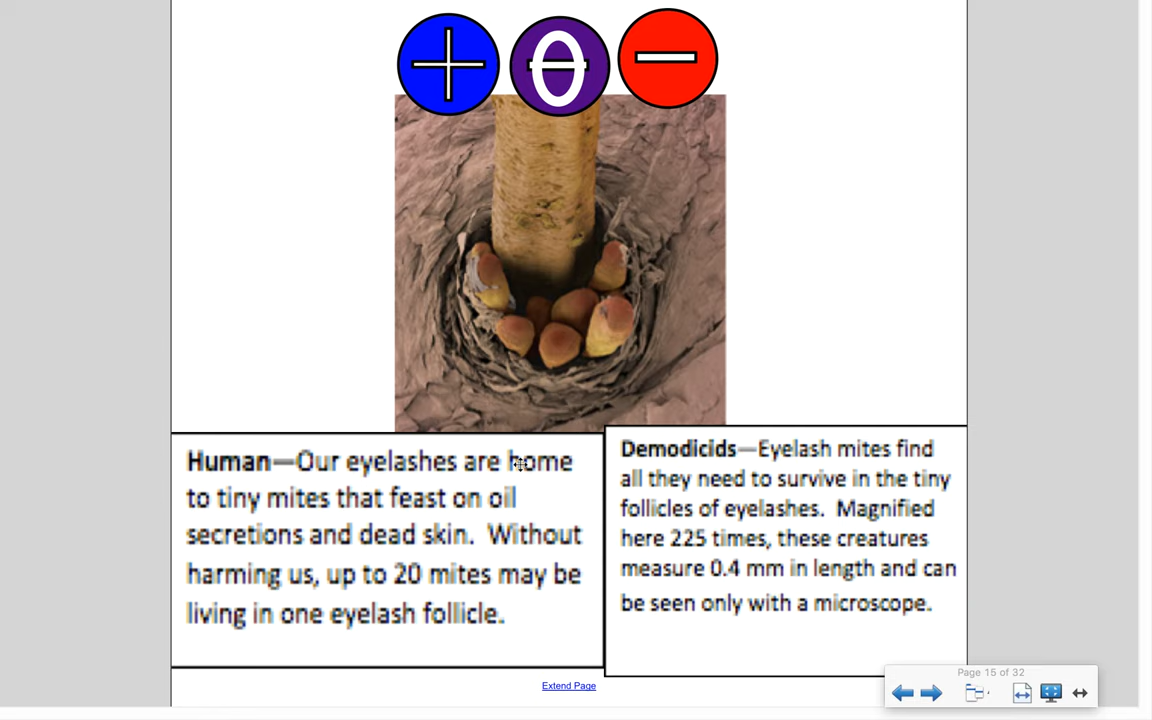 Human—Our eyelashes are home
to tiny mites that feast on oil
secretions and dead skin.  Without
harming us, up to 20 mites may be
living in one eyelash follicle.
Demodicids—Eyelash mites find
all they need to survive in the tiny
follicles of eyelashes.  Magnified
here 225 times, these creatures
measure 0.4 mm in length and can
be seen only with a microscope.
Extend Page
Page 15 of 32